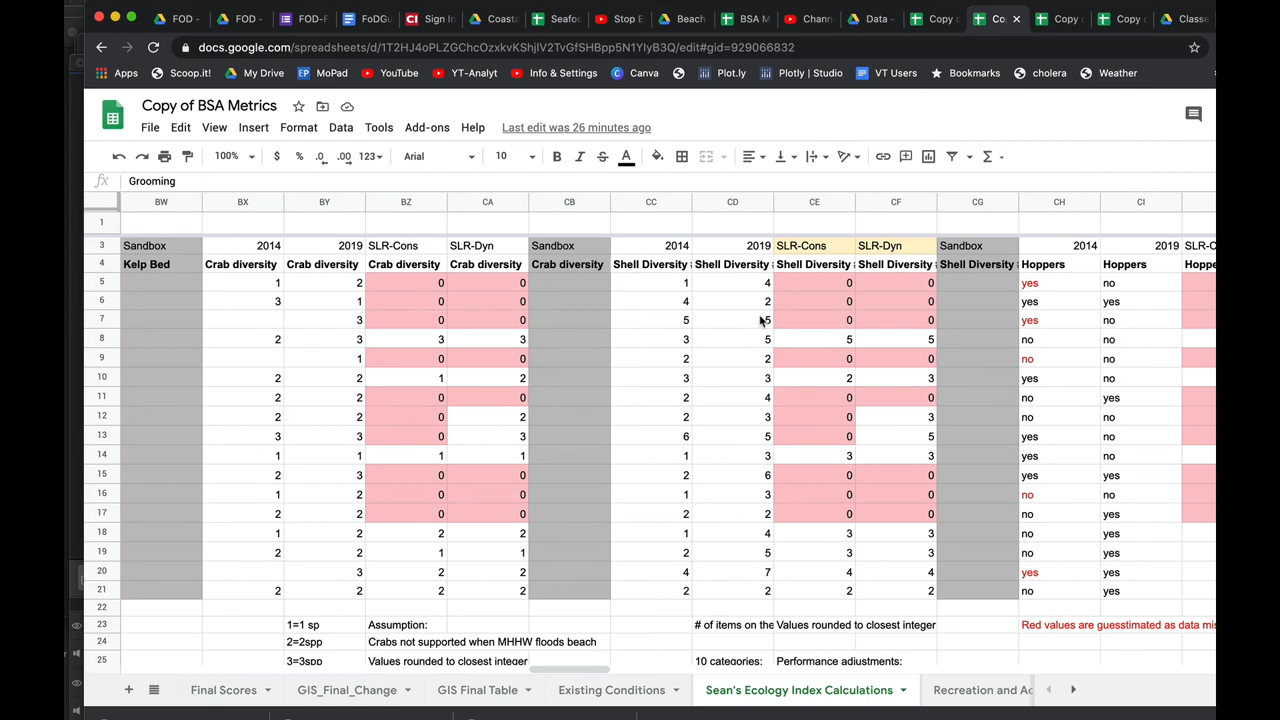 FOD - FOD - FOD-F FoDGu Sign In Coasta Seafoo Stop E Beach BSA M Chann Data - Copy c Co Copy c Copy c Classe
docs.google.com/spreadsheets/d/1T2HJ4oPLZGChcOzxkvKShjlV2TvGfSHBpp5N1YlyB3Q/edit#gid=929066832
Apps Scoop.it! My Drive EP MoPad YouTube YT-Analyt Info & Settings Canva Plot.ly Plotly | Studio VT Users Bookmarks cholera Weather
Copy of BSA Metrics
File Edit View Insert Format Data Tools Add-ons Help Last edit was 26 minutes ago
100% $ % .0 .00 123 Arial 10 B I S A
fx Grooming
BW BX BY BZ CA CB CC CD CE CF CG CH CI
1
3 Sandbox 2014 2019 SLR-Cons SLR-Dyn Sandbox 2014 2019 SLR-Cons SLR-Dyn Sandbox 2014 2019 SLR-C
4 Kelp Bed Crab diversity Crab diversity Crab diversity Crab diversity Crab diversity Shell Diversity Shell Diversity Shell Diversity Shell Diversity Shell Diversity Hoppers Hoppers Hoppe
5 1 2 0 0 1 4 0 0 yes no
6 3 1 0 0 4 2 0 0 yes yes
7 3 0 0 5 5 0 0 yes no
8 2 3 3 3 3 5 5 5 no no
9 1 0 0 2 2 0 0 no no
10 2 2 1 2 3 3 2 3 yes no
11 2 2 0 0 2 4 0 0 no yes
12 2 2 0 2 2 3 0 3 no no
13 3 3 0 3 6 5 0 5 yes no
14 1 1 1 1 1 3 3 3 yes no
15 2 3 0 0 2 6 0 0 yes yes
16 1 2 0 0 1 3 0 0 no no
17 2 2 0 0 2 2 0 0 no yes
18 1 2 2 2 1 4 3 3 no no
19 2 2 1 1 2 5 3 3 no yes
20 3 2 2 4 7 4 4 yes yes
21 2 2 2 2 2 2 2 2 no yes
22
23 1=1 sp Assumption: # of items on the Values rounded to closest integer Red values are guesstimated as data mis
24 2=2spp Crabs not supported when MHHW floods beach
25 3=3spp Values rounded to closest integer 10 categories: Performance adjustments:
Final Scores GIS_Final_Change GIS Final Table Existing Conditions Sean's Ecology Index Calculations Recreation and Ac